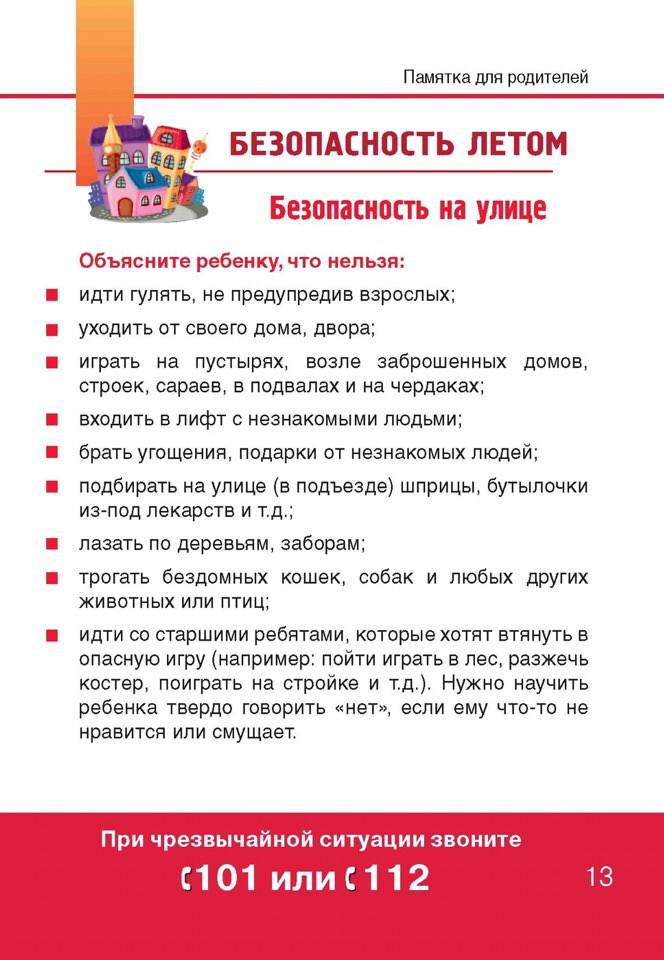 Памятка для родителей
БЕЗОПАСНОСТЬ ЛЕТОМ
Безопасность на улице
Объясните ребенку, что нельзя:
идти гулять, не предупредив взрослых;
уходить от своего дома, двора;
играть на пустырях, возле заброшенных домов,
строек, сараев, в подвалах и на чердаках;
входить в лифт с незнакомыми людьми;
брать угощения, подарки от незнакомых людей;
подбирать на улице (в подъезде) шприцы, бутылочки
из-под лекарств и т.д.;
лазать по деревьям, заборам;
трогать бездомных кошек, собак и любых других
животных или птиц;
идти со старшими ребятами, которые хотят втянуть в
опасную игру (например: пойти играть в лес, разжечь
костер, поиграть на стройке и т.д.). Нужно научить
ребенка твердо говорить «нет», если ему что-то не
нравится или смущает.
При чрезвычайной ситуации звоните
101 или 112
13